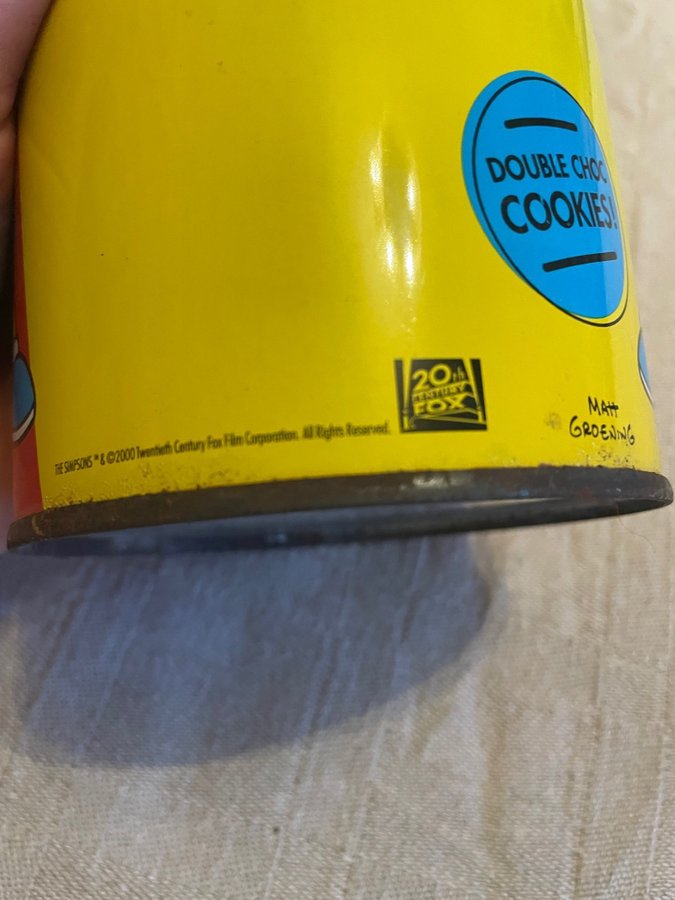 DOUBLE CHOC
COOKIES!
20th
CENTURY
FOX
MATT
GROENING
THE SIMPSONS ™ & ©2000 Twentieth Century Fox Film Corporation. All Rights Reserved.